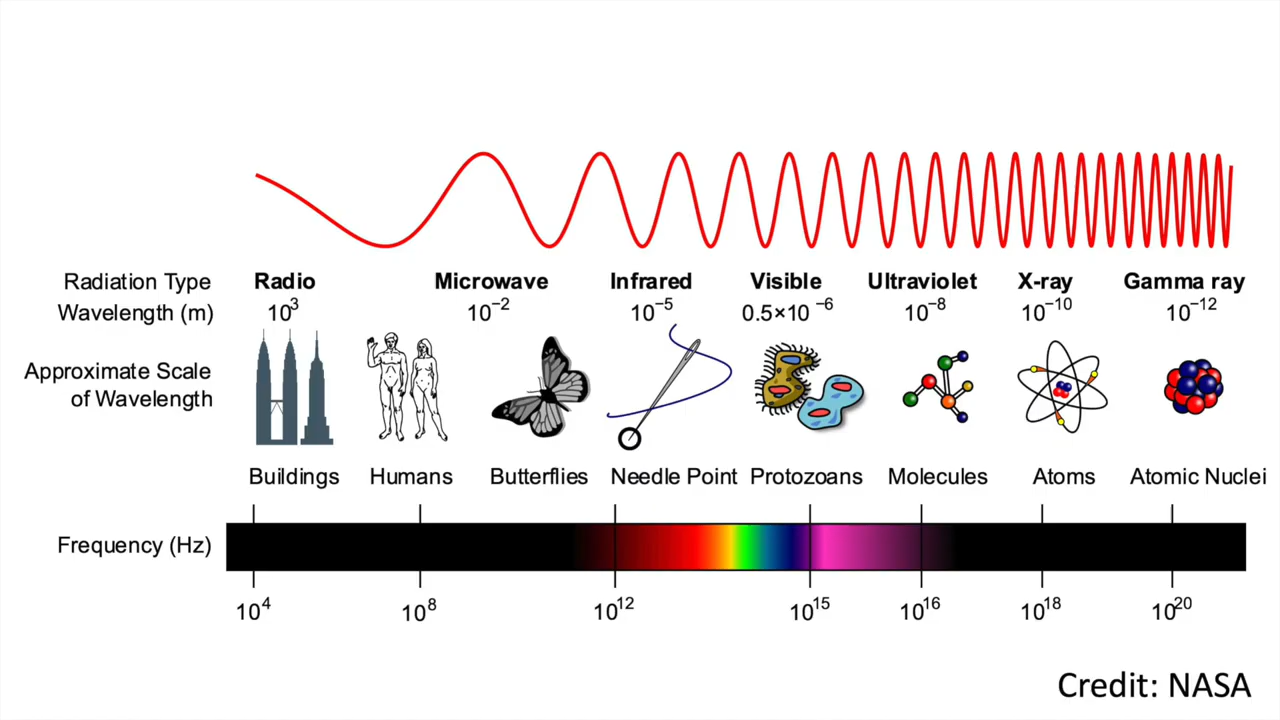 Radiation Type Radio Microwave Infrared Visible Ultraviolet X-ray Gamma ray
Wavelength (m) 10³ 10⁻² 10⁻⁵ 0.5×10⁻⁶ 10⁻⁸ 10⁻¹⁰ 10⁻¹²
Approximate Scale
of Wavelength
Buildings Humans Butterflies Needle Point Protozoans Molecules Atoms Atomic Nuclei
Frequency (Hz)
10⁴ 10⁸ 10¹² 10¹⁵ 10¹⁶ 10¹⁸ 10²⁰
Credit: NASA